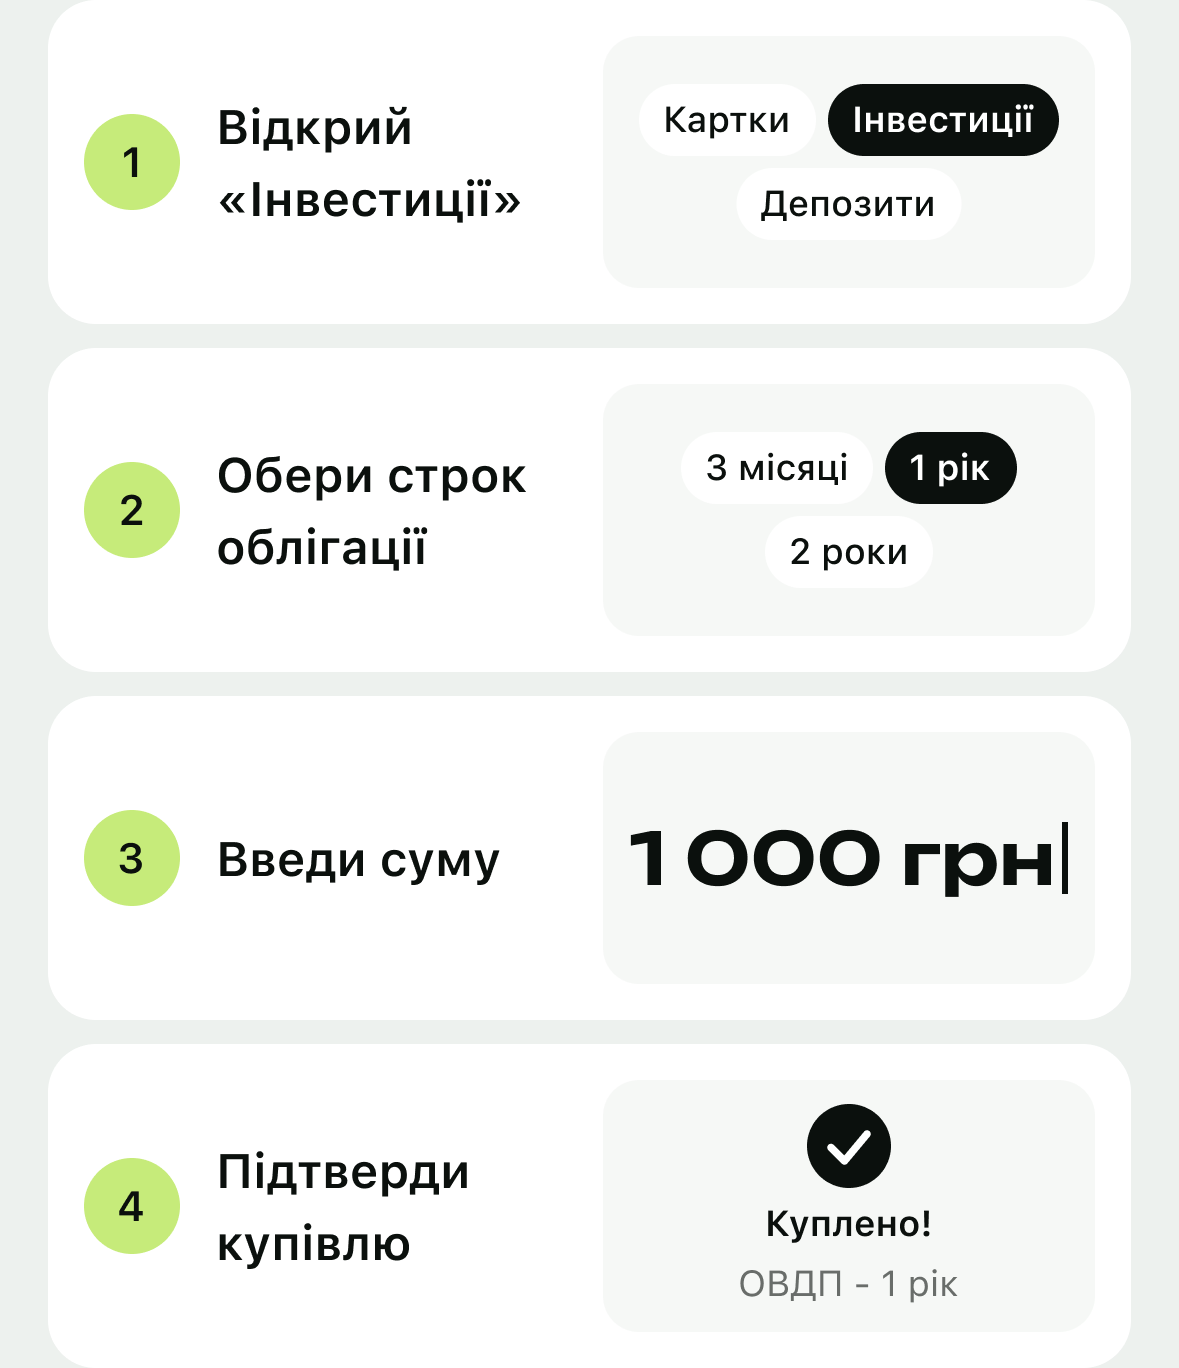 1
Відкрий
«Інвестиції»
Картки
Інвестиції
Депозити
2
Обери строк
облігації
3 місяці
1 рік
2 роки
3
Введи суму
1 000 грн
4
Підтверди
купівлю
Куплено!
ОВДП - 1 рік